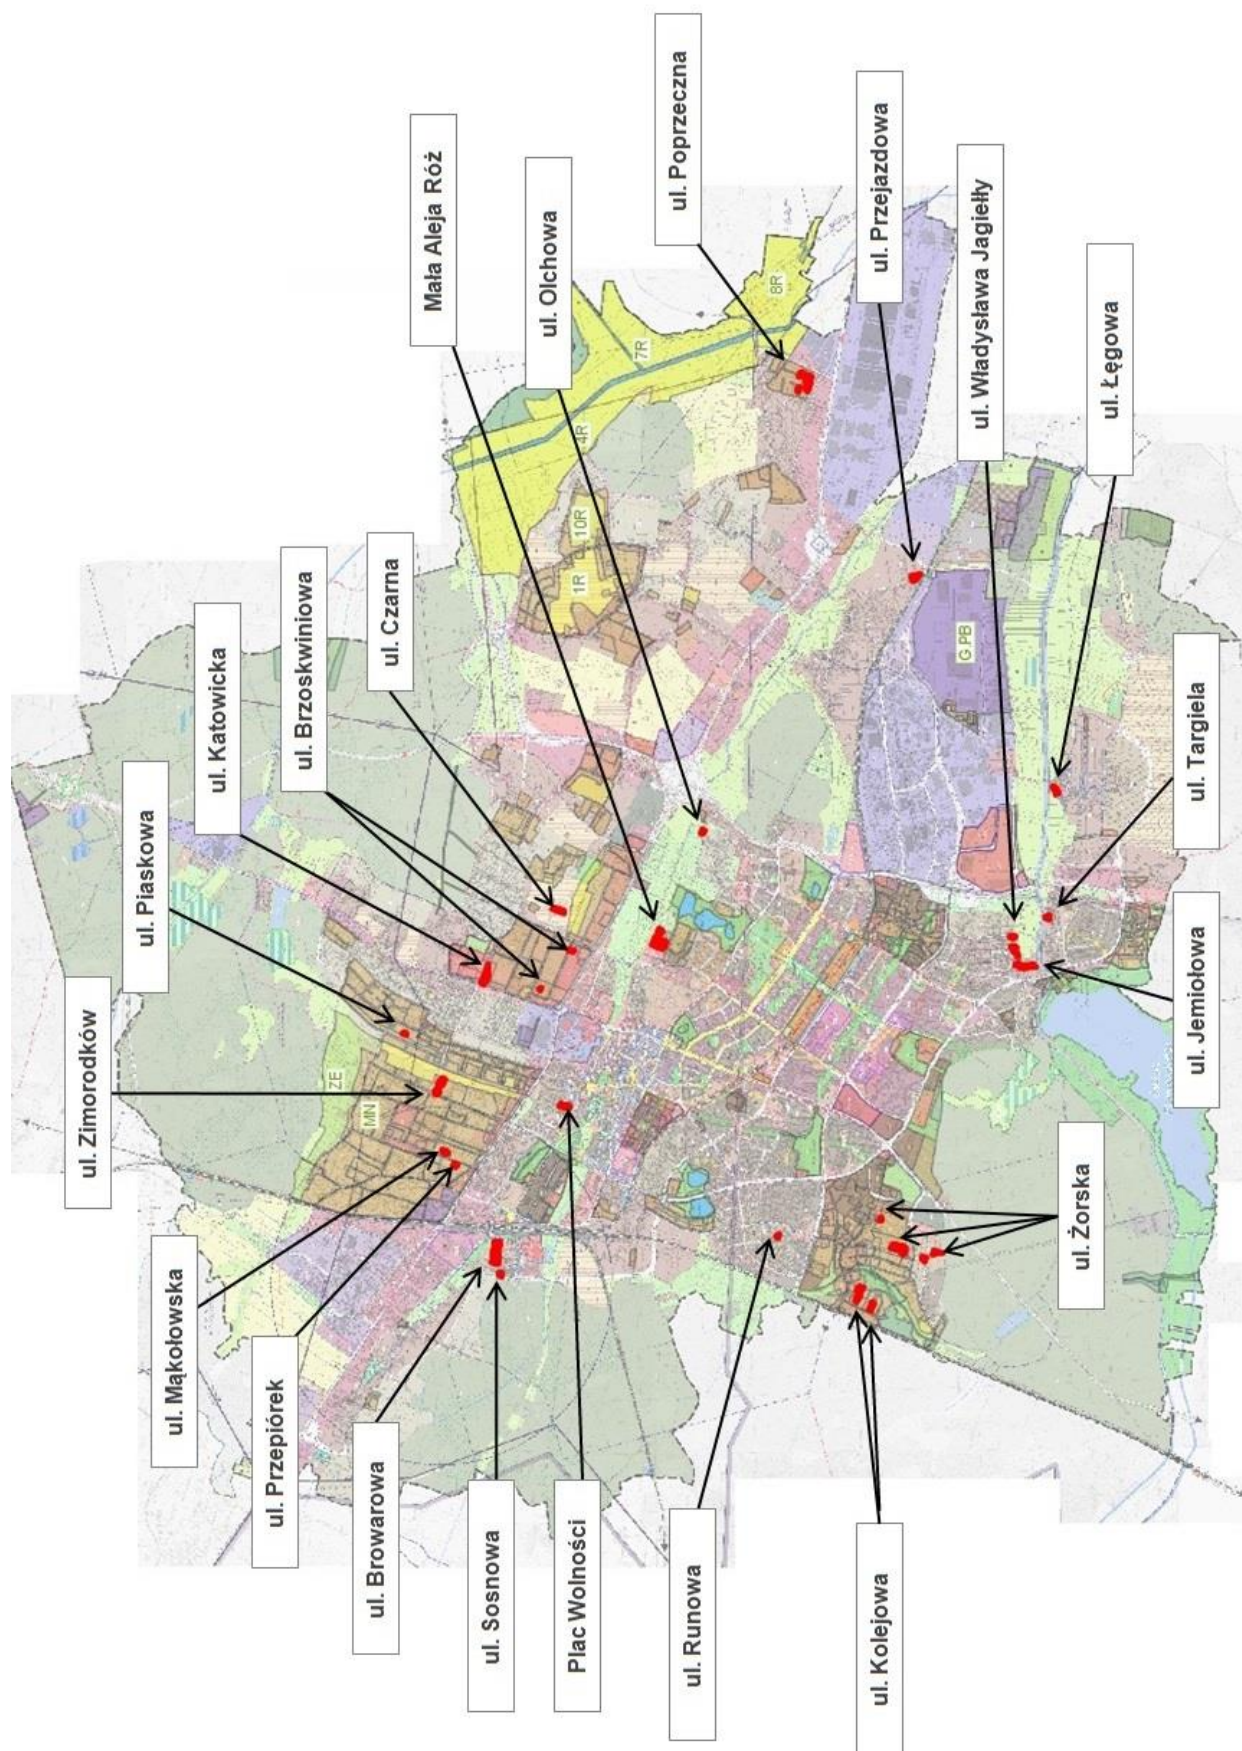 ul. Zimorodków
ul. Piaskowa
ul. Katowicka
ul. Brzoskwiniowa
ul. Czarna
Mała Aleja Róż
ul. Olchowa
ul. Poprzeczna
ul. Przejazdowa
ul. Władysława Jagiełły
ul. Łęgowa
ul. Targiela
ul. Jemiołowa
ul. Żorska
ul. Kolejowa
ul. Runowa
Plac Wolności
ul. Sosnowa
ul. Browarowa
ul. Przepiórek
ul. Mąkołowska
ZE
MN
1R
10R
4R
7R
8R
G PB